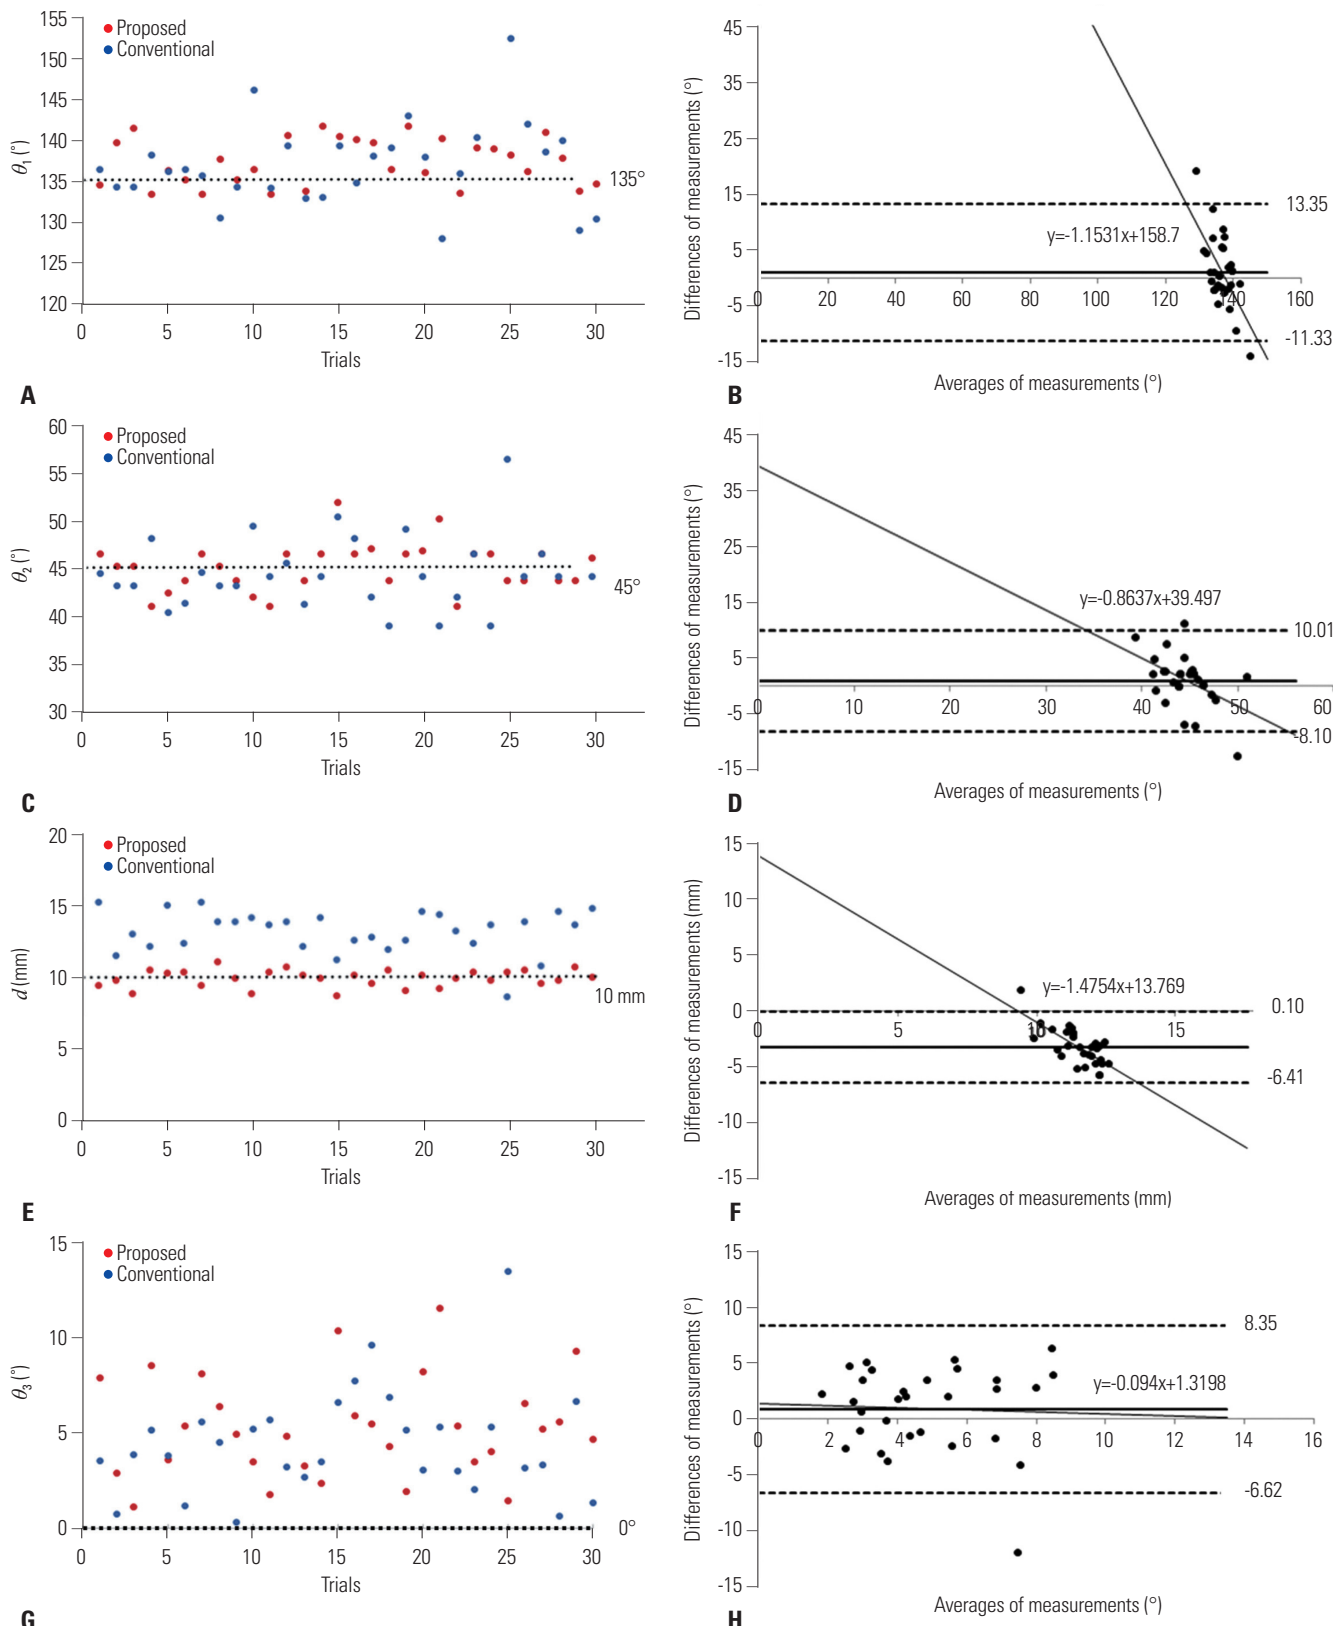 155
150
145
140
135
130
125
120
θ1 (°)
Proposed
Conventional
135°
0 5 10 15 20 25 30
Trials
A
45
35
25
15
5
-5
-15
Differences of measurements (°)
13.35
y=-1.1531x+158.7
0 20 40 60 80 100 120 140 160
-11.33
Averages of measurements (°)
B
60
55
50
45
40
35
30
θ2 (°)
Proposed
Conventional
45°
0 5 10 15 20 25 30
Trials
C
45
35
25
15
5
-5
-15
Differences of measurements (°)
y=-0.8637x+39.497
10.01
0 10 20 30 40 50 60
-8.10
Averages of measurements (°)
D
20
15
10
5
0
d (mm)
Proposed
Conventional
10 mm
0 5 10 15 20 25 30
Trials
E
15
10
5
0
-5
-10
-15
Differences of measurements (mm)
y=-1.4754x+13.769
0.10
0 5 10 15
-6.41
Averages of measurements (mm)
F
15
10
5
0
θ3 (°)
Proposed
Conventional
0°
0 5 10 15 20 25 30
Trials
G
15
10
5
0
-5
-10
-15
Differences of measurements (°)
8.35
y=-0.094x+1.3198
0 2 4 6 8 10 12 14 16
-6.62
Averages of measurements (°)
H